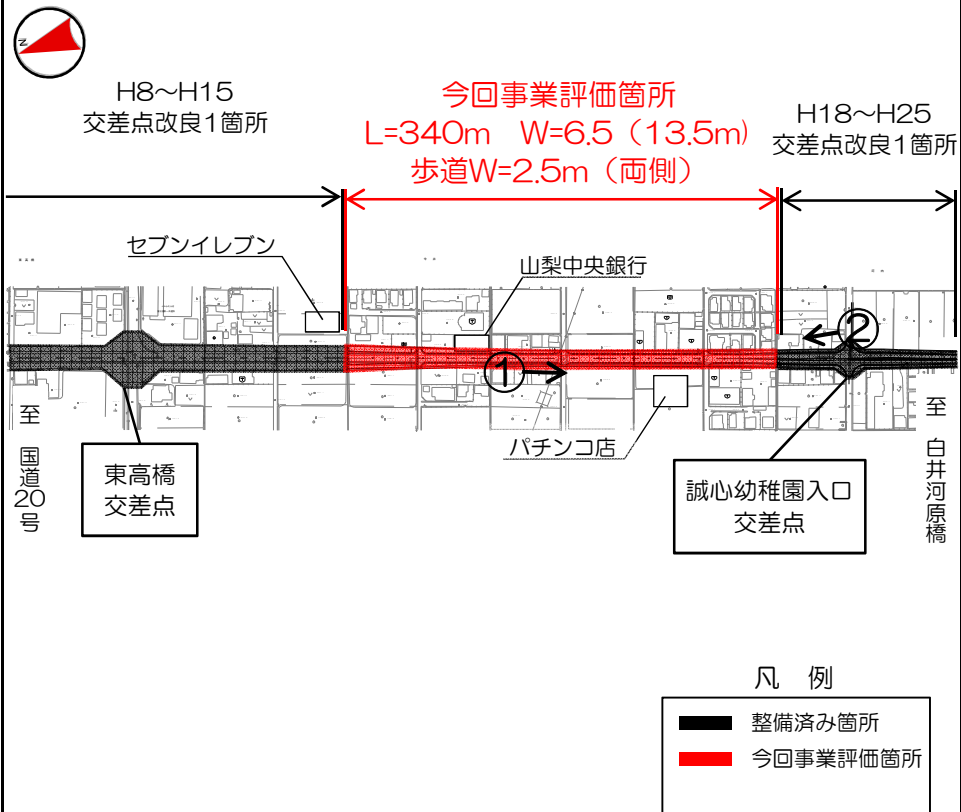 N
H8～H15
交差点改良1箇所
今回事業評価箇所
L=340m　W=6.5（13.5m)
歩道W=2.5m（両側）
H18～H25
交差点改良1箇所
セブンイレブン
山梨中央銀行
①
②
パチンコ店
至　国道20号
東高橋
交差点
誠心幼稚園入口
交差点
至　白井河原橋
凡　例
整備済み箇所
今回事業評価箇所